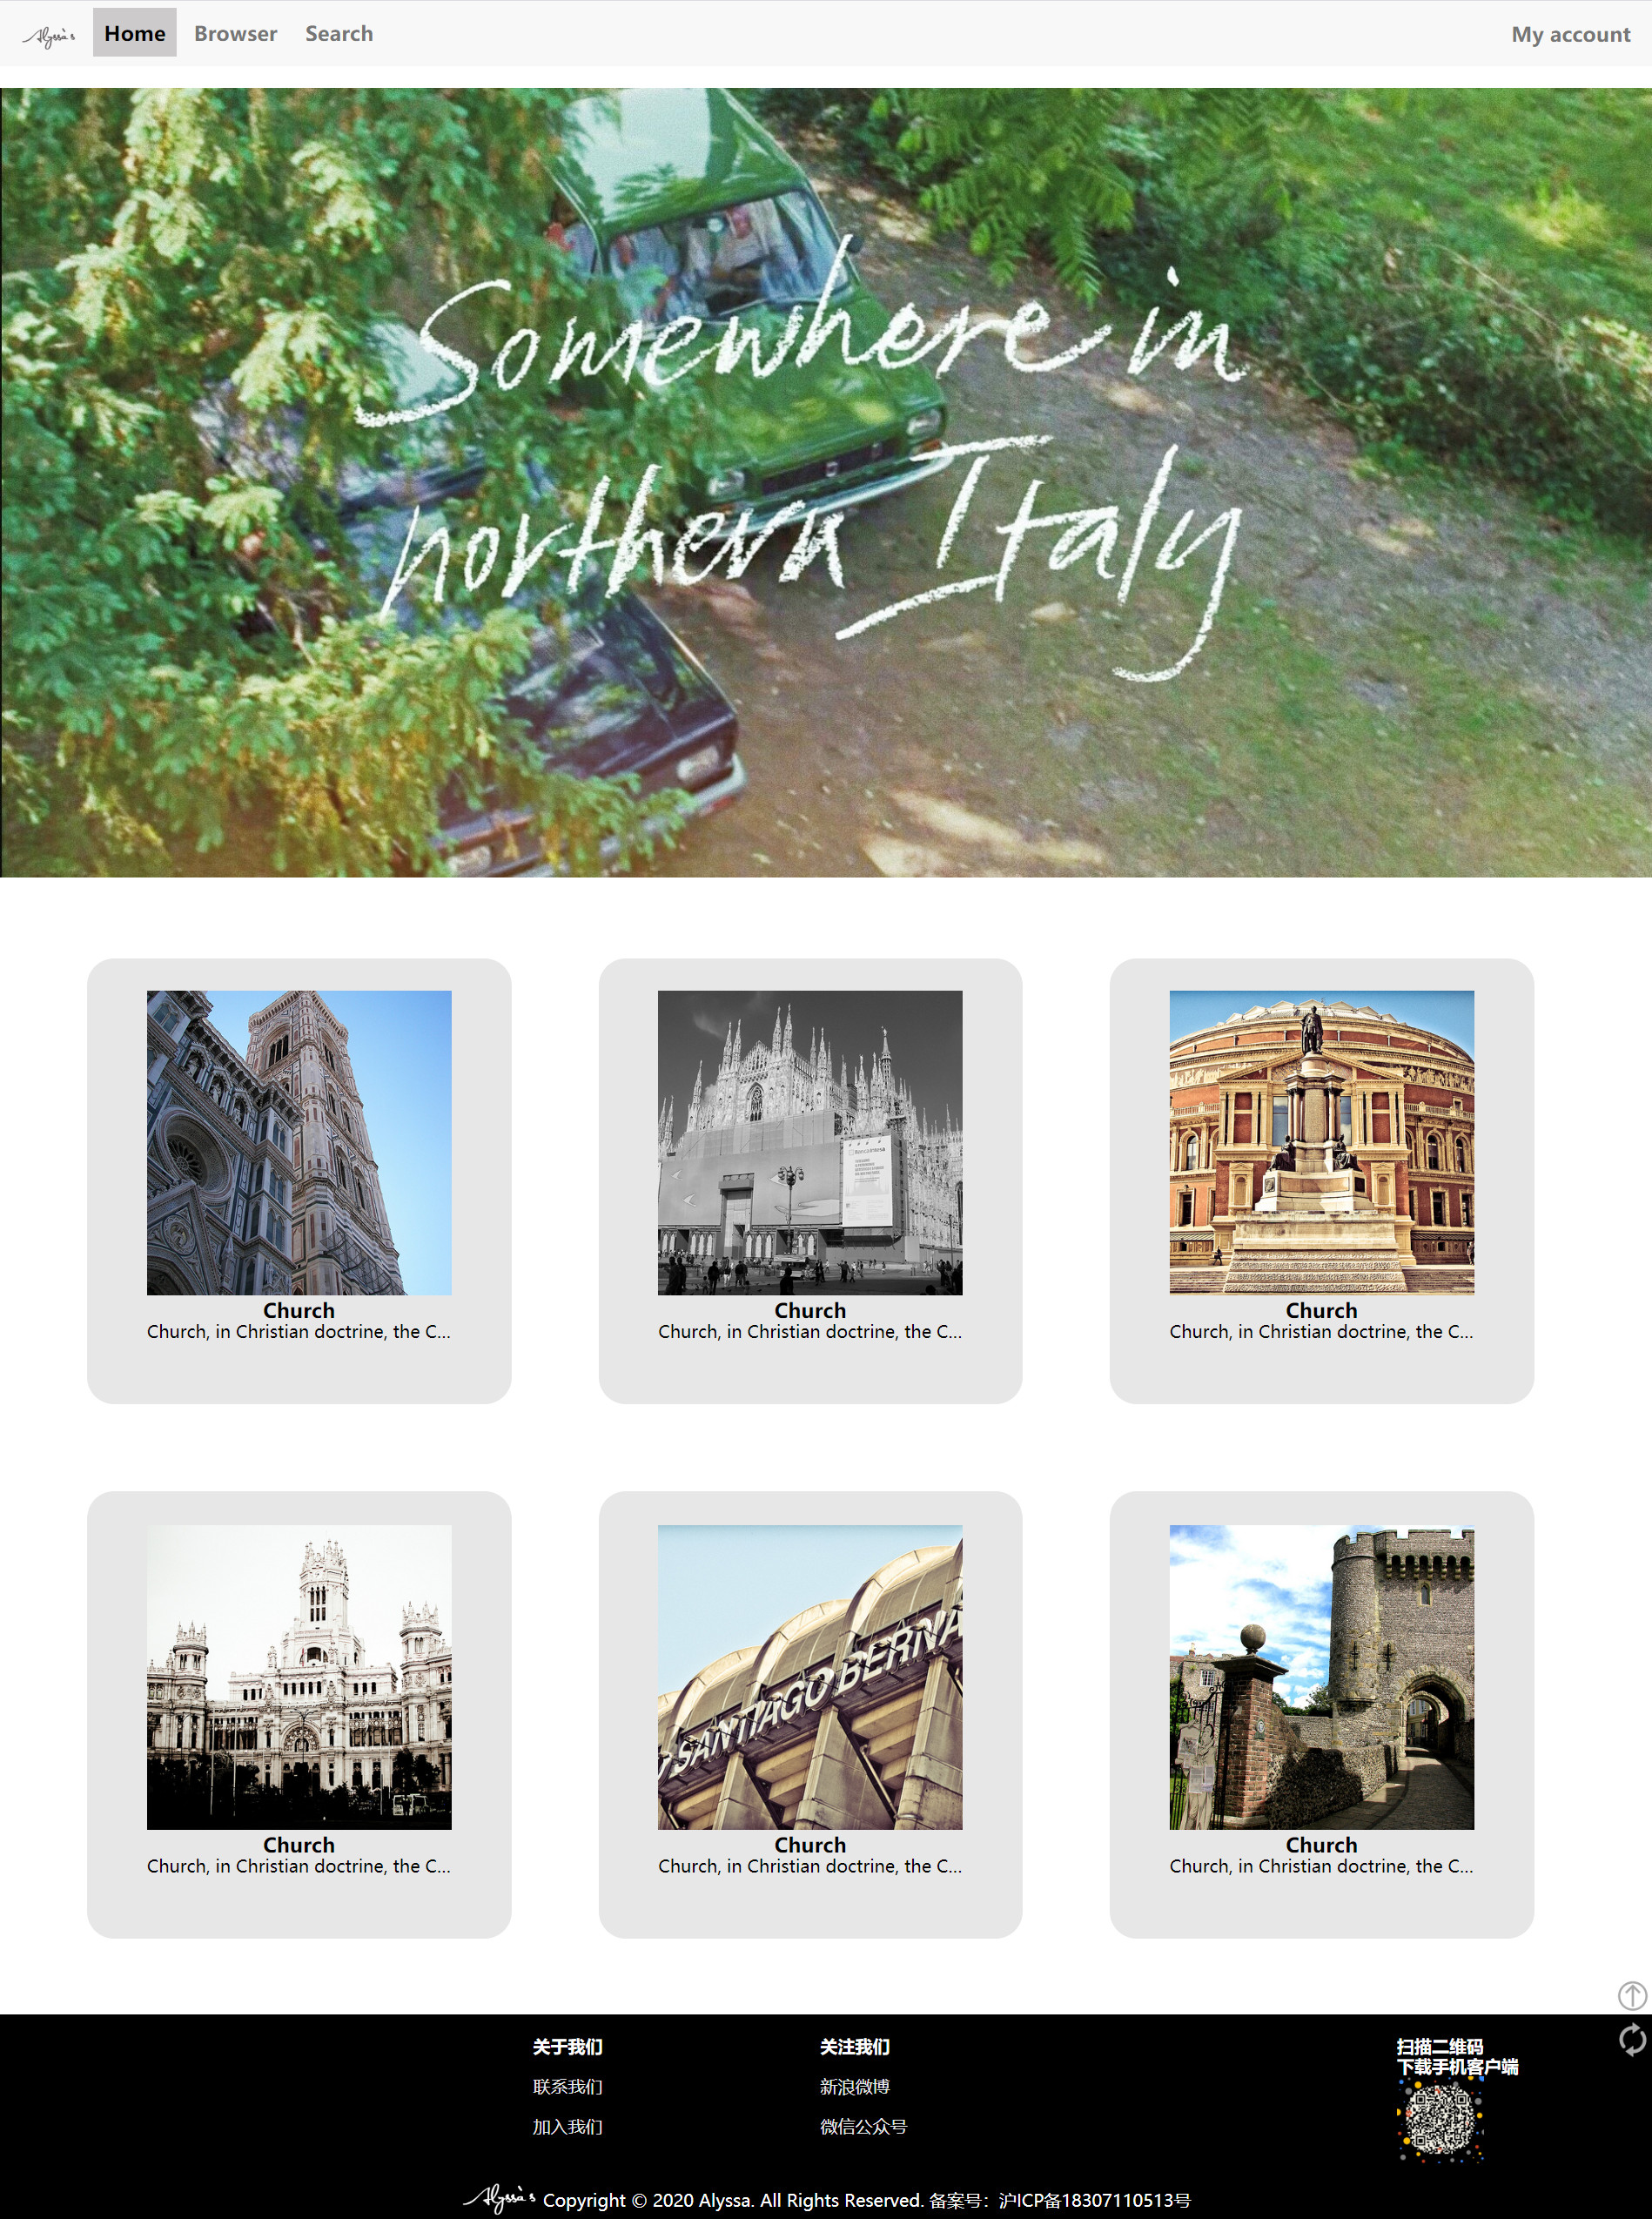 Alyssa's Home Browser Search My account
Somewhere in
northern Italy
Church Church Church
Church, in Christian doctrine, the C... Church, in Christian doctrine, the C... Church, in Christian doctrine, the C...
SANTIAGO BERNA
Church Church Church
Church, in Christian doctrine, the C... Church, in Christian doctrine, the C... Church, in Christian doctrine, the C...
关于我们 关注我们 扫描二维码
下载手机客户端
联系我们 新浪微博
加入我们 微信公众号
Alyssa's Copyright © 2020 Alyssa. All Rights Reserved. 备案号：沪ICP备18307110513号